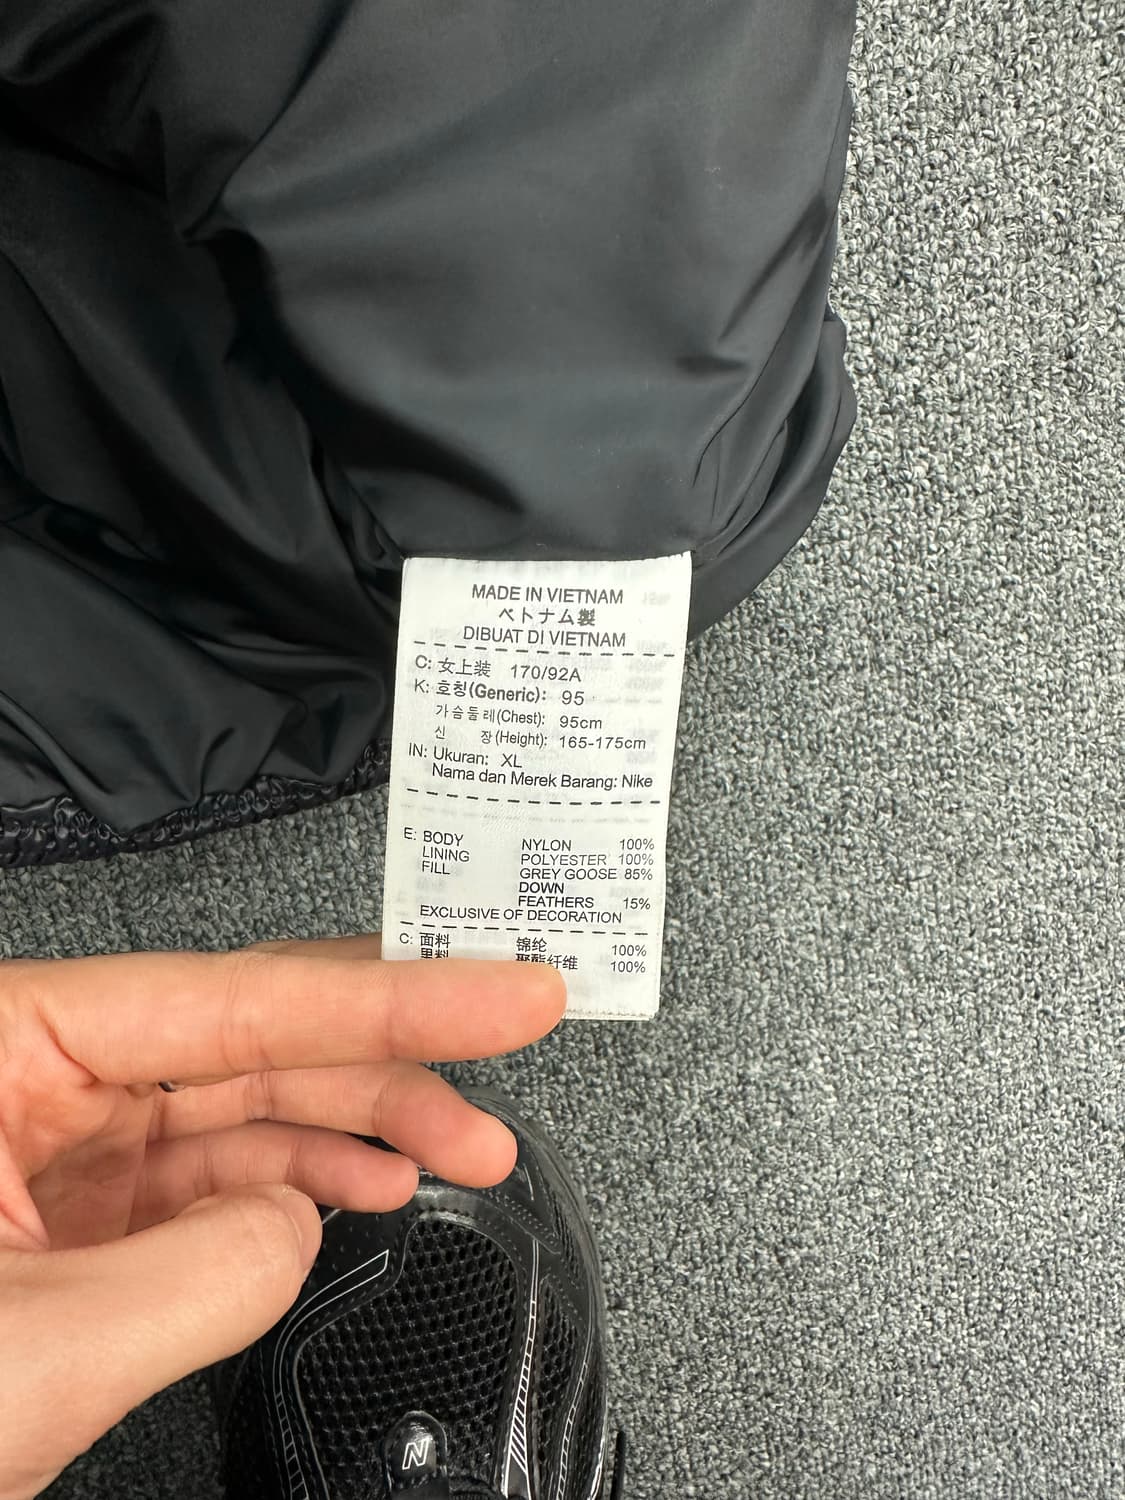 MADE IN VIETNAM
ベトナム製
DIBUAT DI VIETNAM
C: 女上装 170/92A
K: 호칭(Generic): 95
가슴둘레(Chest): 95cm
신 장(Height): 165-175cm
IN: Ukuran: XL
Nama dan Merek Barang: Nike
E: BODY NYLON 100%
LINING POLYESTER 100%
FILL GREY GOOSE 85%
DOWN
FEATHERS 15%
EXCLUSIVE OF DECORATION
C: 面料 锦纶 100%
里料 聚酯纤维 100%
N